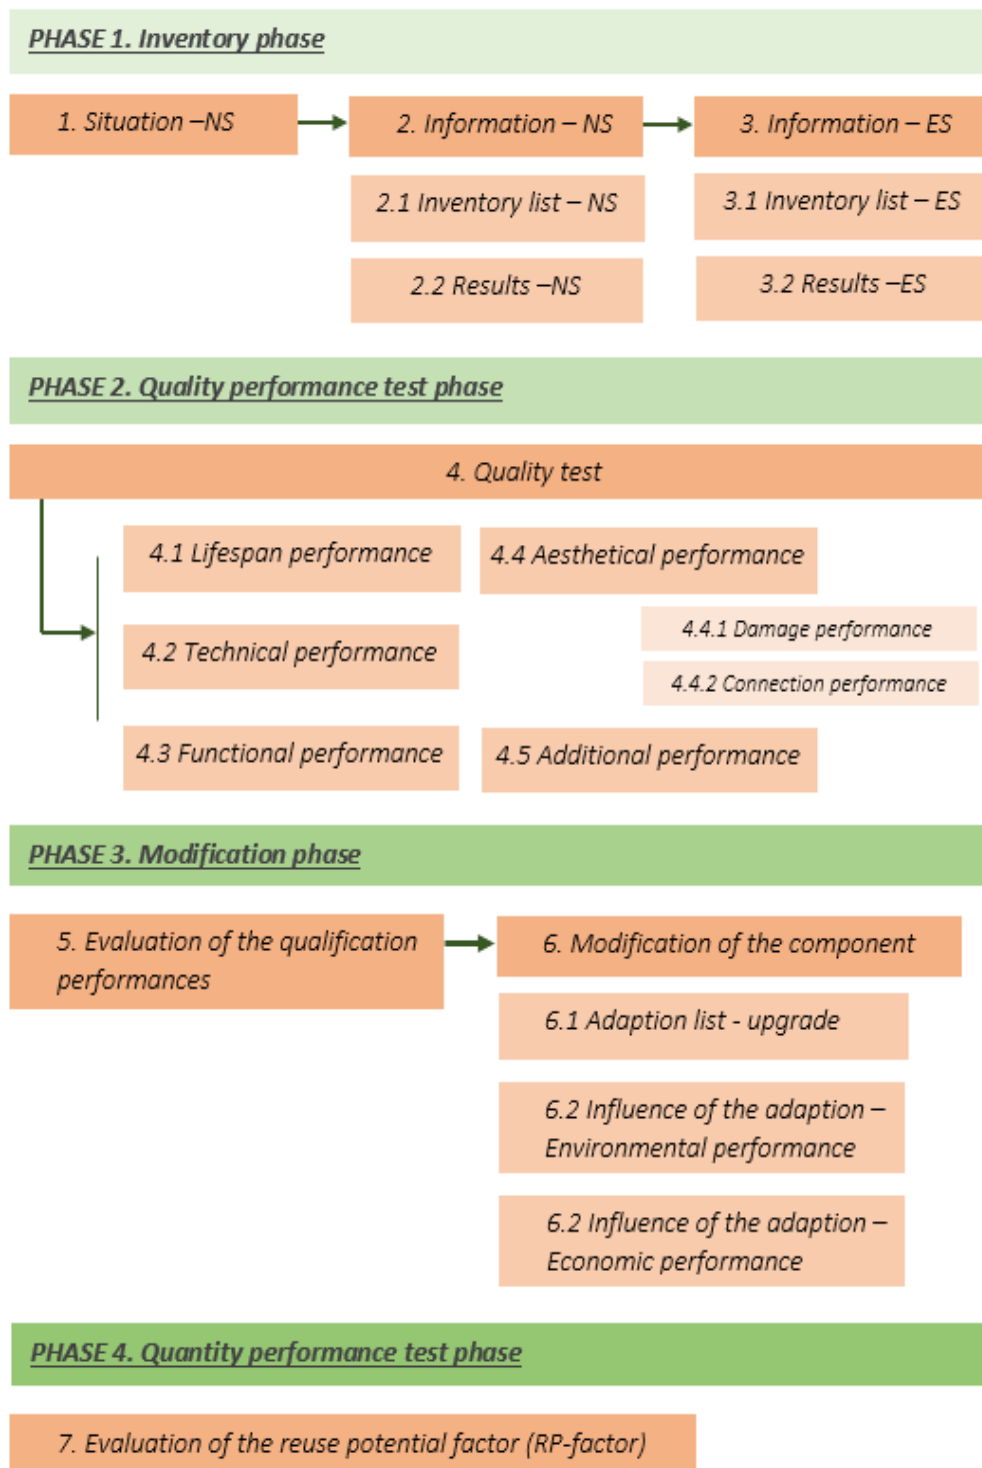 PHASE 1. Inventory phase
1. Situation –NS
2. Information – NS
3. Information – ES
2.1 Inventory list – NS
3.1 Inventory list – ES
2.2 Results –NS
3.2 Results –ES
PHASE 2. Quality performance test phase
4. Quality test
4.1 Lifespan performance
4.2 Technical performance
4.3 Functional performance
4.4 Aesthetical performance
4.4.1 Damage performance
4.4.2 Connection performance
4.5 Additional performance
PHASE 3. Modification phase
5. Evaluation of the qualification
performances
6. Modification of the component
6.1 Adaption list - upgrade
6.2 Influence of the adaption –
Environmental performance
6.2 Influence of the adaption –
Economic performance
PHASE 4. Quantity performance test phase
7. Evaluation of the reuse potential factor (RP-factor)